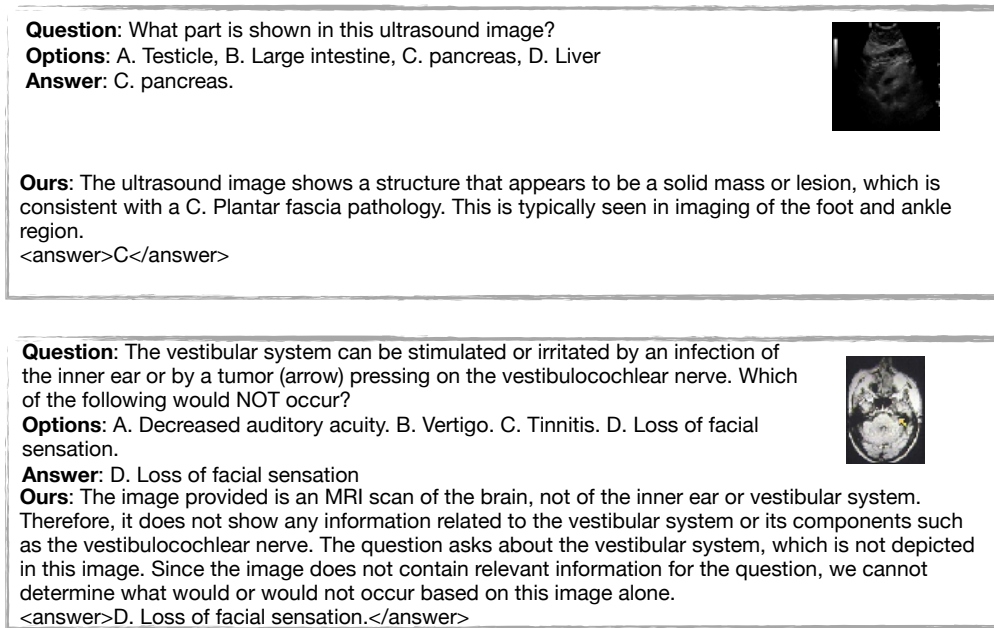 Question: What part is shown in this ultrasound image?
Options: A. Testicle, B. Large intestine, C. pancreas, D. Liver
Answer: C. pancreas.
Ours: The ultrasound image shows a structure that appears to be a solid mass or lesion, which is
consistent with a C. Plantar fascia pathology. This is typically seen in imaging of the foot and ankle
region.
<answer>C</answer>
Question: The vestibular system can be stimulated or irritated by an infection of
the inner ear or by a tumor (arrow) pressing on the vestibulocochlear nerve. Which
of the following would NOT occur?
Options: A. Decreased auditory acuity. B. Vertigo. C. Tinnitis. D. Loss of facial
sensation.
Answer: D. Loss of facial sensation
Ours: The image provided is an MRI scan of the brain, not of the inner ear or vestibular system.
Therefore, it does not show any information related to the vestibular system or its components such
as the vestibulocochlear nerve. The question asks about the vestibular system, which is not depicted
in this image. Since the image does not contain relevant information for the question, we cannot
determine what would or would not occur based on this image alone.
<answer>D. Loss of facial sensation.</answer>